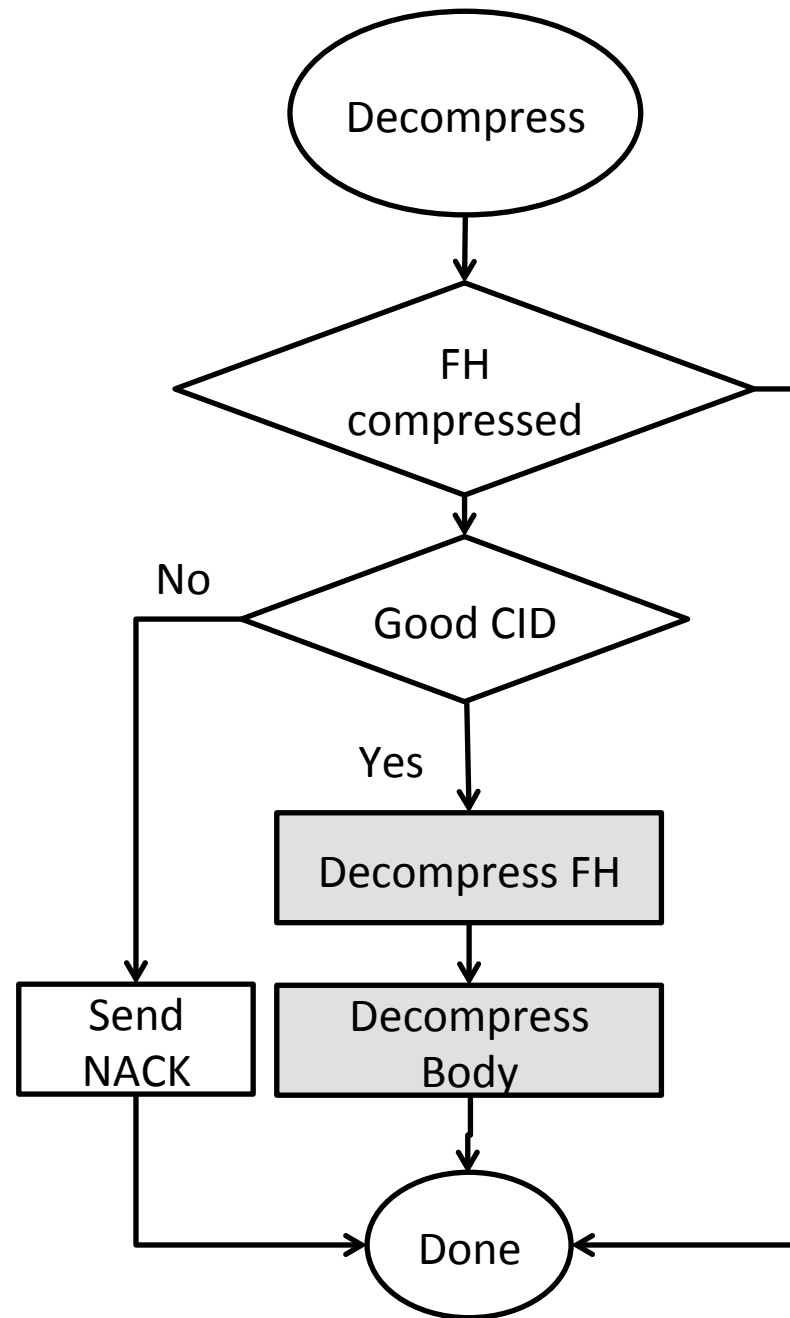 Decompress
FH
compressed
No
Good CID
Yes
Decompress FH
Send
NACK
Decompress
Body
Done